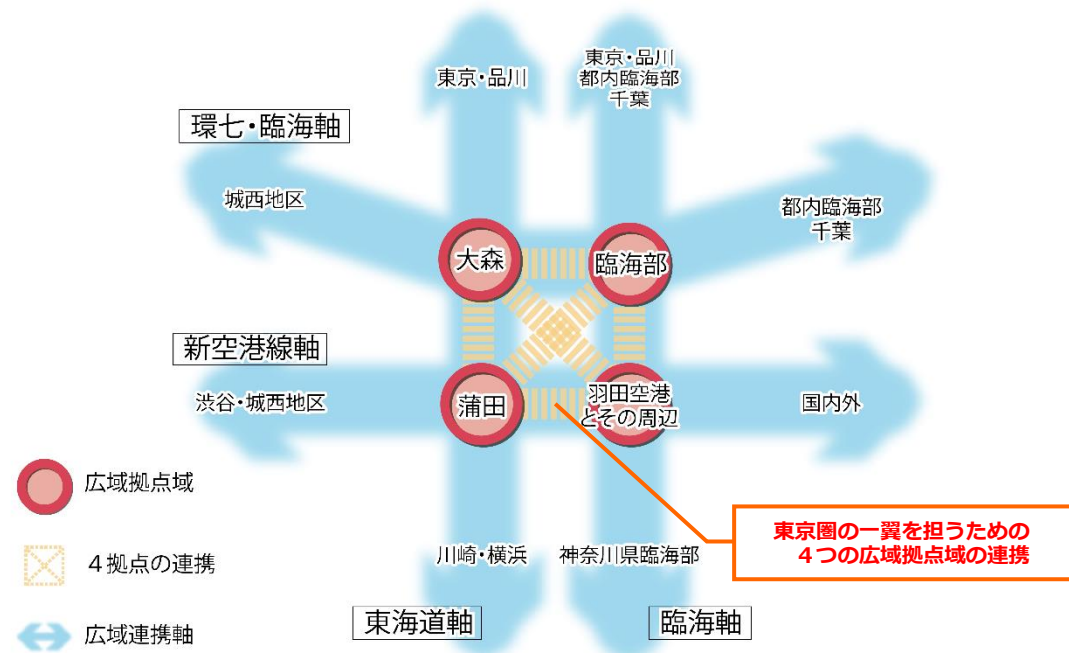 東京・品川
東京・品川
都内臨海部
千葉
環七・臨海軸
城西地区
都内臨海部
千葉
大森
臨海部
新空港線軸
渋谷・城西地区
蒲田
羽田空港
とその周辺
国内外
広域拠点域
４拠点の連携
広域連携軸
川崎・横浜
神奈川県臨海部
東京圏の一翼を担うための
４つの広域拠点域の連携
東海道軸
臨海軸